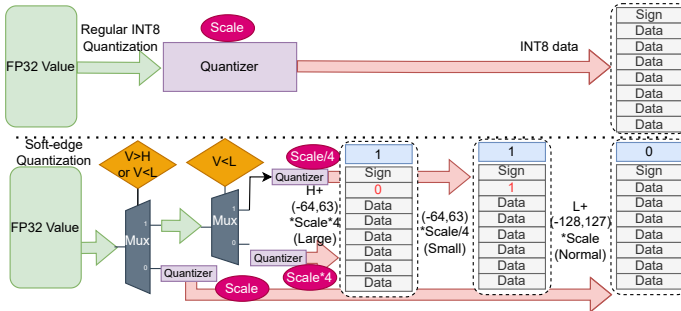 Regular INT8
Quantization
Scale
FP32 Value
Quantizer
INT8 data
Sign
Data
Data
Data
Data
Data
Data
Data
Soft-edge
Quantization
V>H
or V<L
V<L
FP32 Value
Mux
1
0
Mux
1
0
Quantizer
Scale
Scale/4
Quantizer
Quantizer
Scale*4
H+
(-64,63)
*Scale*4
(Large)
1
Sign
0
Data
Data
Data
Data
Data
Data
(-64,63)
*Scale/4
(Small)
1
Sign
1
Data
Data
Data
Data
Data
Data
L+
(-128,127)
*Scale
(Normal)
0
Sign
Data
Data
Data
Data
Data
Data
Data